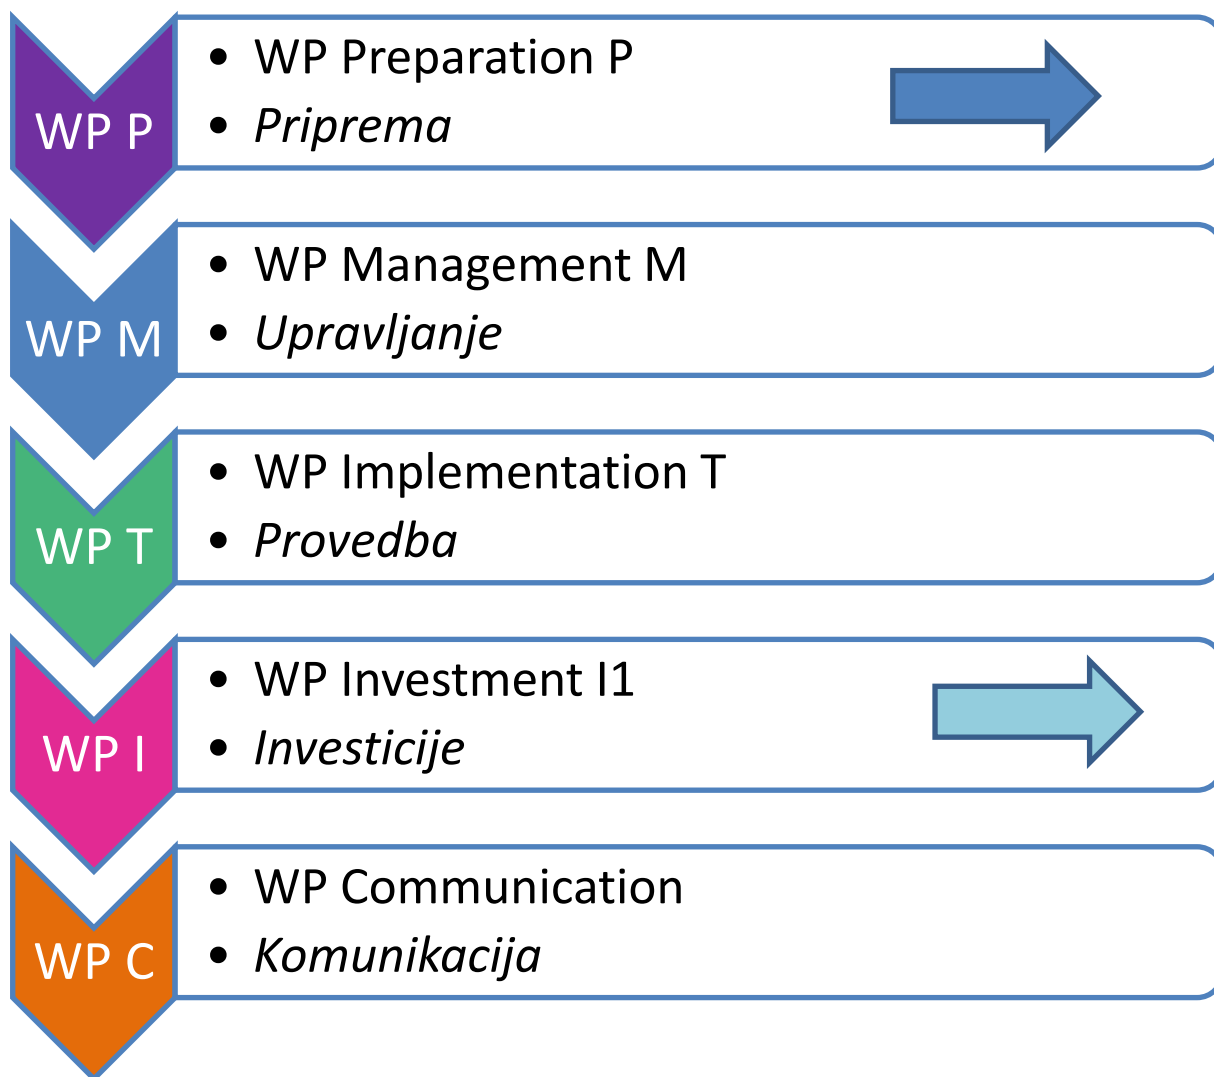 WP P
• WP Preparation P
• Priprema
WP M
• WP Management M
• Upravljanje
WP T
• WP Implementation T
• Provedba
WP I
• WP Investment I1
• Investicije
WP C
• WP Communication
• Komunikacija